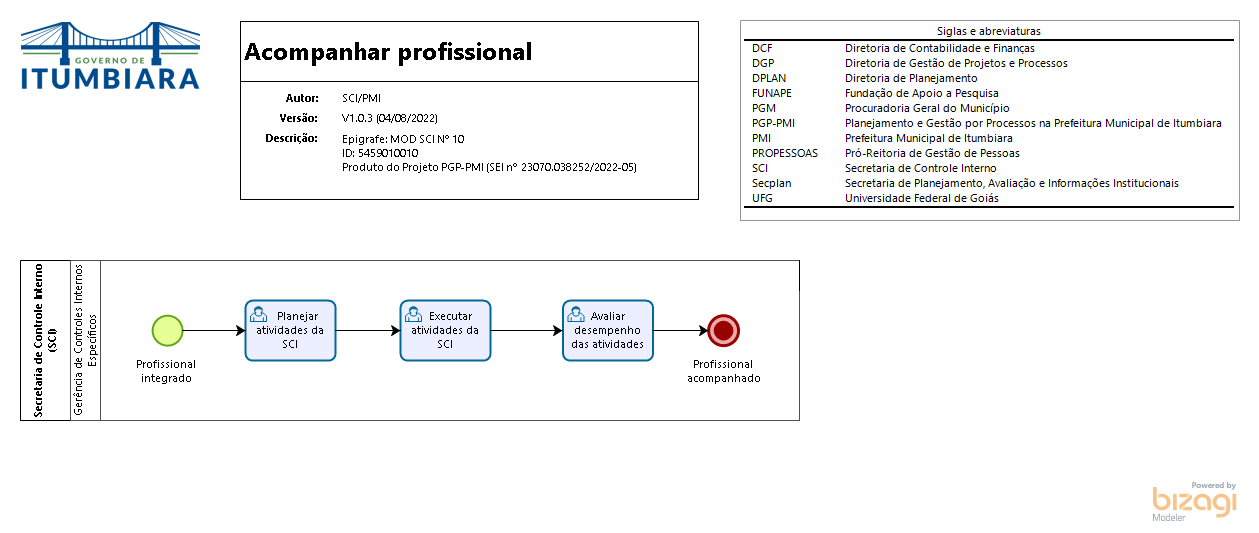 GOVERNO DE
ITUMBIARA
Acompanhar profissional
Autor: SCI/PMI
Versão: V1.0.3 (04/08/2022)
Descrição: Epigrafe: MOD SCI Nº 10
ID: 5459010010
Produto do Projeto PGP-PMI (SEI nº 23070.038252/2022-05)
Siglas e abreviaturas
DCF Diretoria de Contabilidade e Finanças
DGP Diretoria de Gestão de Projetos e Processos
DPLAN Diretoria de Planejamento
FUNAPE Fundação de Apoio a Pesquisa
PGM Procuradoria Geral do Município
PGP-PMI Planejamento e Gestão por Processos na Prefeitura Municipal de Itumbiara
PMI Prefeitura Municipal de Itumbiara
PROPESSOAS Pró-Reitoria de Gestão de Pessoas
SCI Secretaria de Controle Interno
Secplan Secretaria de Planejamento, Avaliação e Informações Institucionais
UFG Universidade Federal de Goiás
Secretaria de Controle Interno
(SCI)
Gerência de Controles Internos
Específicos
Profissional
integrado
Planejar
atividades da
SCI
Executar
atividades da
SCI
Avaliar
desempenho
das atividades
Profissional
acompanhado
Powered by
bizagi
Modeler